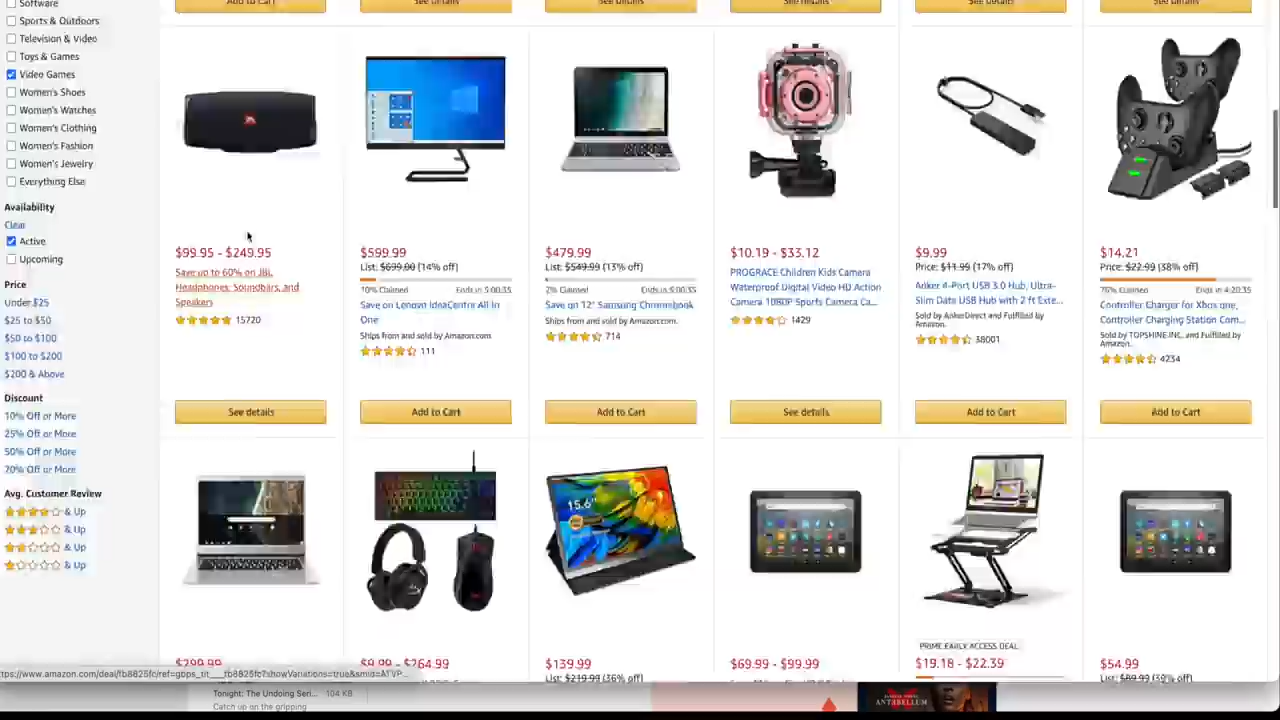 Software
Sports & Outdoors
Television & Video
Toys & Games
Video Games
Women's Shoes
Women's Watches
Women's Clothing
Women's Fashion
Women's Jewelry
Everything Else
Availability
Clear
Active
Upcoming
Price
Under $25
$25 to $50
$50 to $100
$100 to $200
$200 & Above
Discount
10% Off or More
25% Off or More
50% Off or More
70% Off or More
Avg. Customer Review
& Up
& Up
& Up
& Up
Add to Cart
See details
See details
See details
See details
$99.95 - $249.95
Save up to 60% on JBL
Headphones, Soundbars, and
Speakers
15720
See details
$599.99
List: $699.00 (14% off)
10% Claimed
Ends in 5:00:35
Save on Lenovo IdeaCentre All In
One
Ships from and sold by Amazon.com.
111
Add to Cart
$479.99
List: $549.99 (13% off)
2% Claimed
Ends in 5:00:35
Save on 12" Samsung Chromebook
Ships from and sold by Amazon.com.
714
Add to Cart
$10.19 - $33.12
PROGRACE Children Kids Camera
Waterproof Digital Video HD Action
Camera 1080P Sports Camera Ca...
1429
See details
$9.99
Price: $11.99 (17% off)
Anker 4-Port USB 3.0 Hub, Ultra-
Slim Data USB Hub with 2 ft Exte...
Sold by AnkerDirect and Fulfilled by
Amazon.
38001
Add to Cart
$14.21
Price: $22.99 (38% off)
76% Claimed
Ends in 4:20:35
Controller Charger for Xbox one,
Controller Charging Station Com...
Sold by TOPSHINE-INC, and Fulfilled by
Amazon.
4234
Add to Cart
15.6"
$299.99
$9.99 - $264.99
$139.99
List: $219.99 (36% off)
$69.99 - $99.99
PRIME EARLY ACCESS DEAL
$19.18 - $22.39
$54.99
List: $89.99 (39% off)
Tonight: The Undoing Seri...
104 KB
Catch up on the gripping
ANTEBELLUM